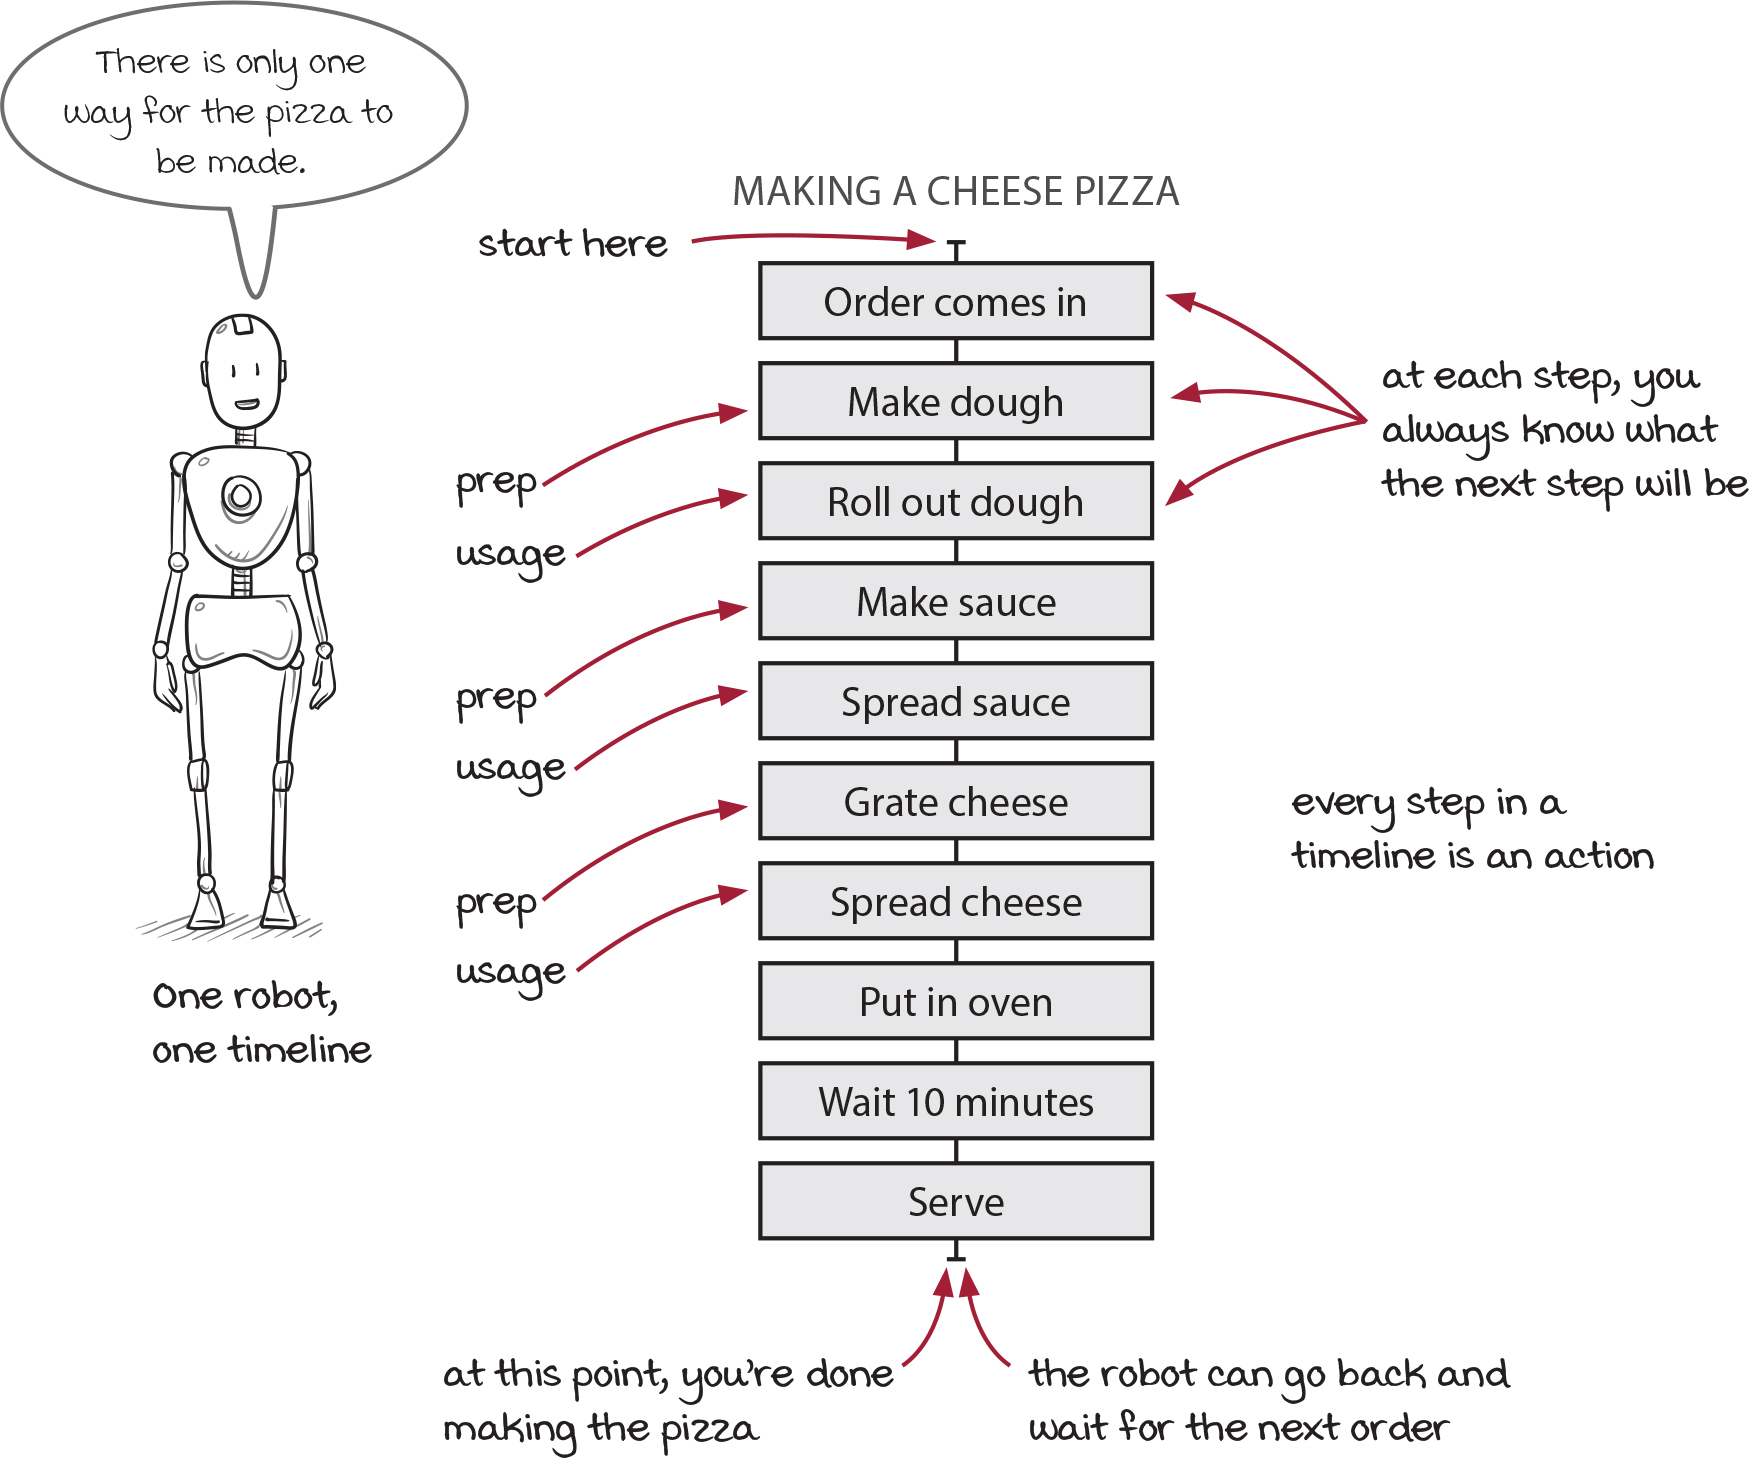 There is only one
way for the pizza to
be made.
MAKING A CHEESE PIZZA
start here
Order comes in
Make dough
Roll out dough
Make sauce
Spread sauce
Grate cheese
Spread cheese
Put in oven
Wait 10 minutes
Serve
prep
usage
prep
usage
prep
usage
at each step, you
always know what
the next step will be
every step in a
timeline is an action
One robot,
one timeline
at this point, you're done
making the pizza
the robot can go back and
wait for the next order